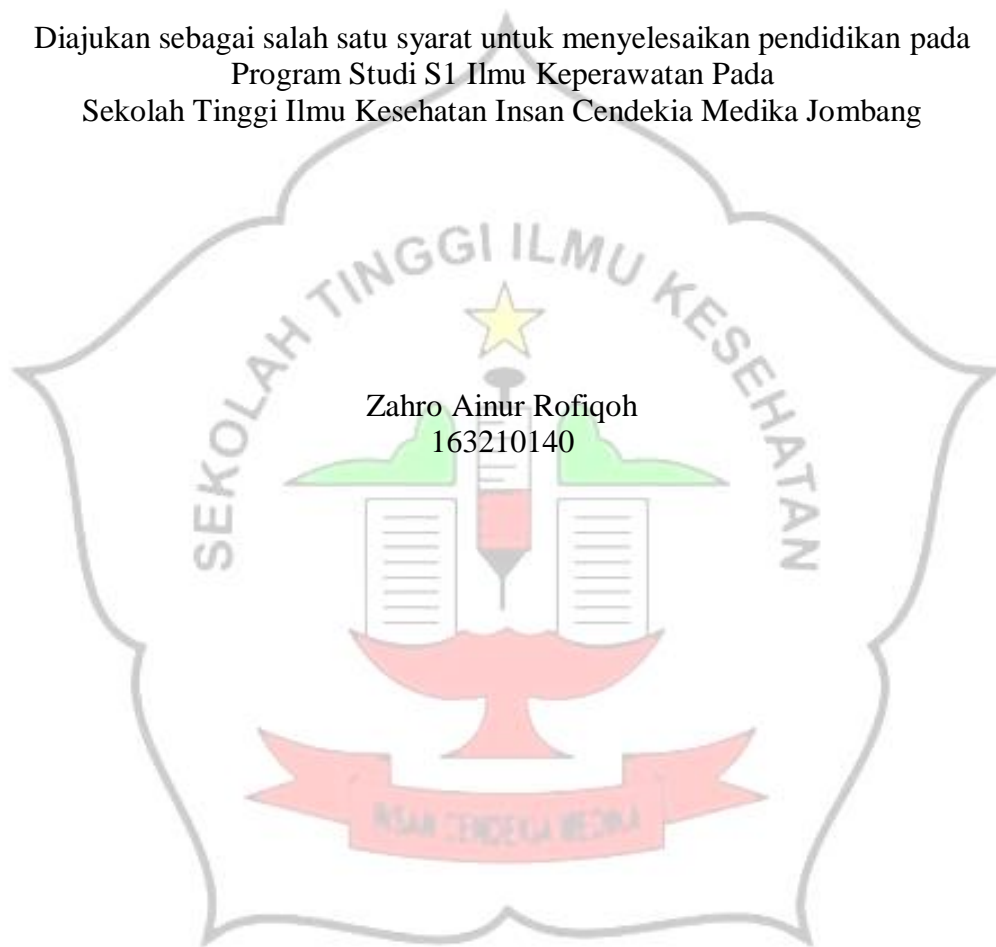 Diajukan sebagai salah satu syarat untuk menyelesaikan pendidikan pada
Program Studi S1 Ilmu Keperawatan Pada
Sekolah Tinggi Ilmu Kesehatan Insan Cendekia Medika Jombang
SEKOLAH TINGGI ILMU KESEHATAN
Zahro Ainur Rofiqoh
163210140
INSAN CENDEKIA MEDIKA